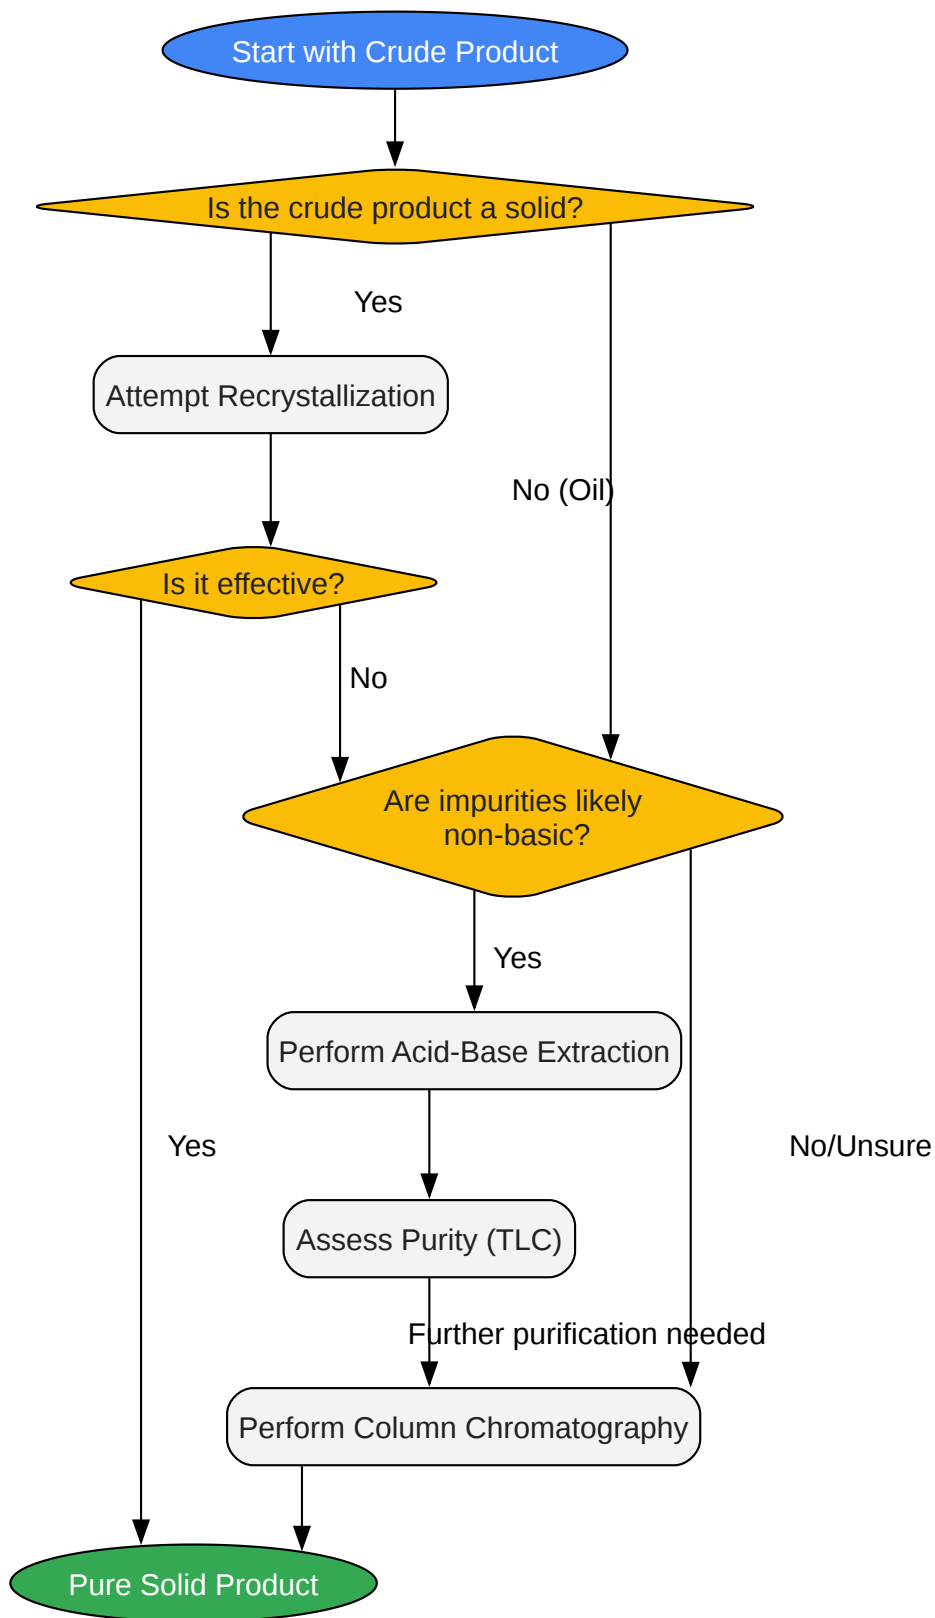 Start with Crude Product
Is the crude product a solid?
Yes
Attempt Recrystallization
No (Oil)
Is it effective?
No
Are impurities likely
non-basic?
Yes
Perform Acid-Base Extraction
Yes
No/Unsure
Assess Purity (TLC)
Further purification needed
Perform Column Chromatography
Pure Solid Product